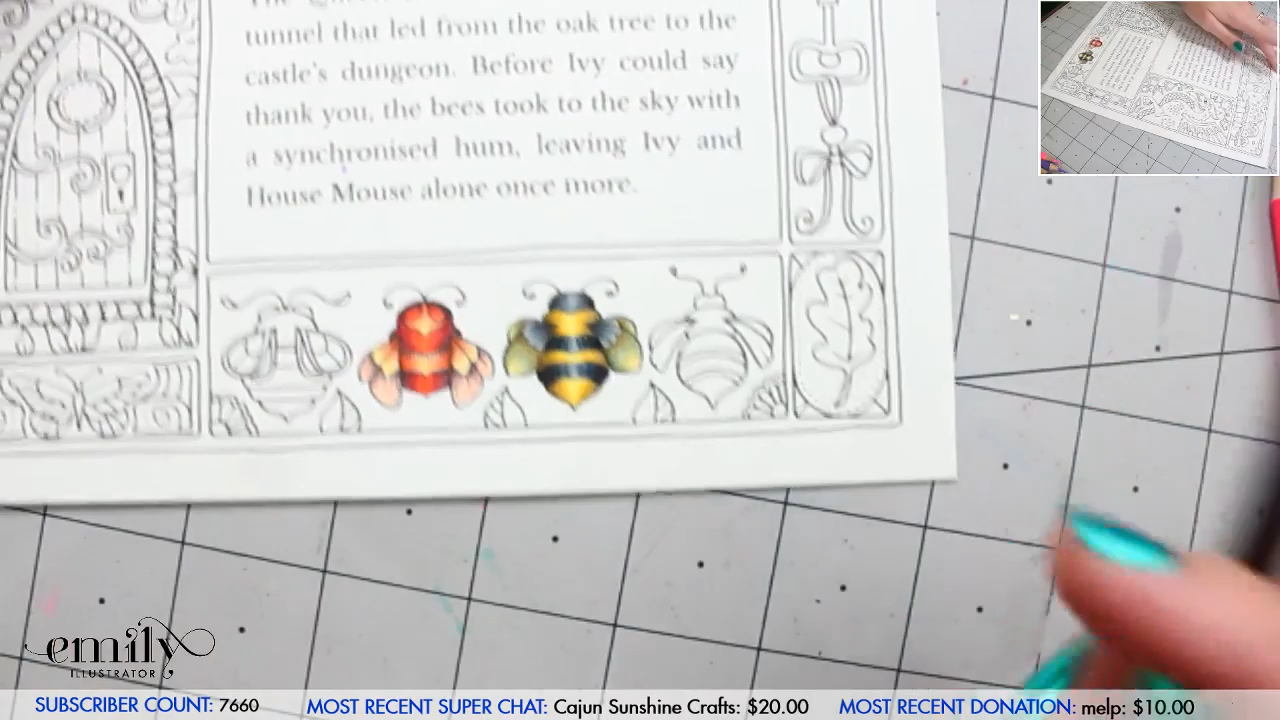 tunnel that led from the oak tree to the
castle's dungeon. Before Ivy could say
thank you, the bees took to the sky with
a synchronised hum, leaving Ivy and
House Mouse alone once more.
emily
ILLUSTRATOR
SUBSCRIBER COUNT: 7660 MOST RECENT SUPER CHAT: Cajun Sunshine Crafts: $20.00 MOST RECENT DONATION: melp: $10.00